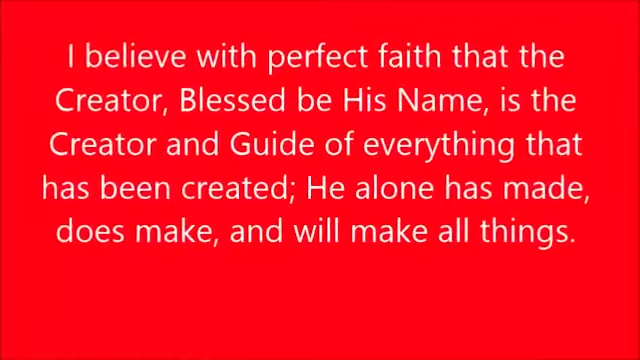 I believe with perfect faith that the
Creator, Blessed be His Name, is the
Creator and Guide of everything that
has been created; He alone has made,
does make, and will make all things.